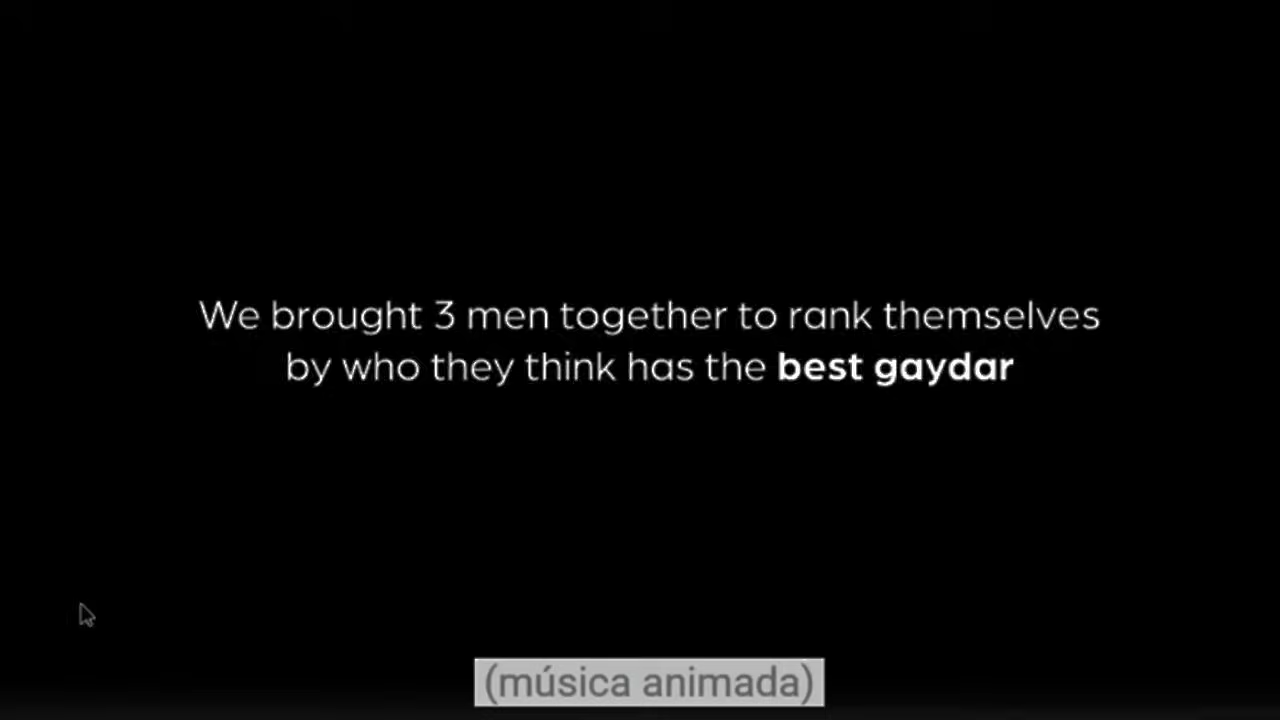 We brought 3 men together to rank themselves
by who they think has the best gaydar
(música animada)